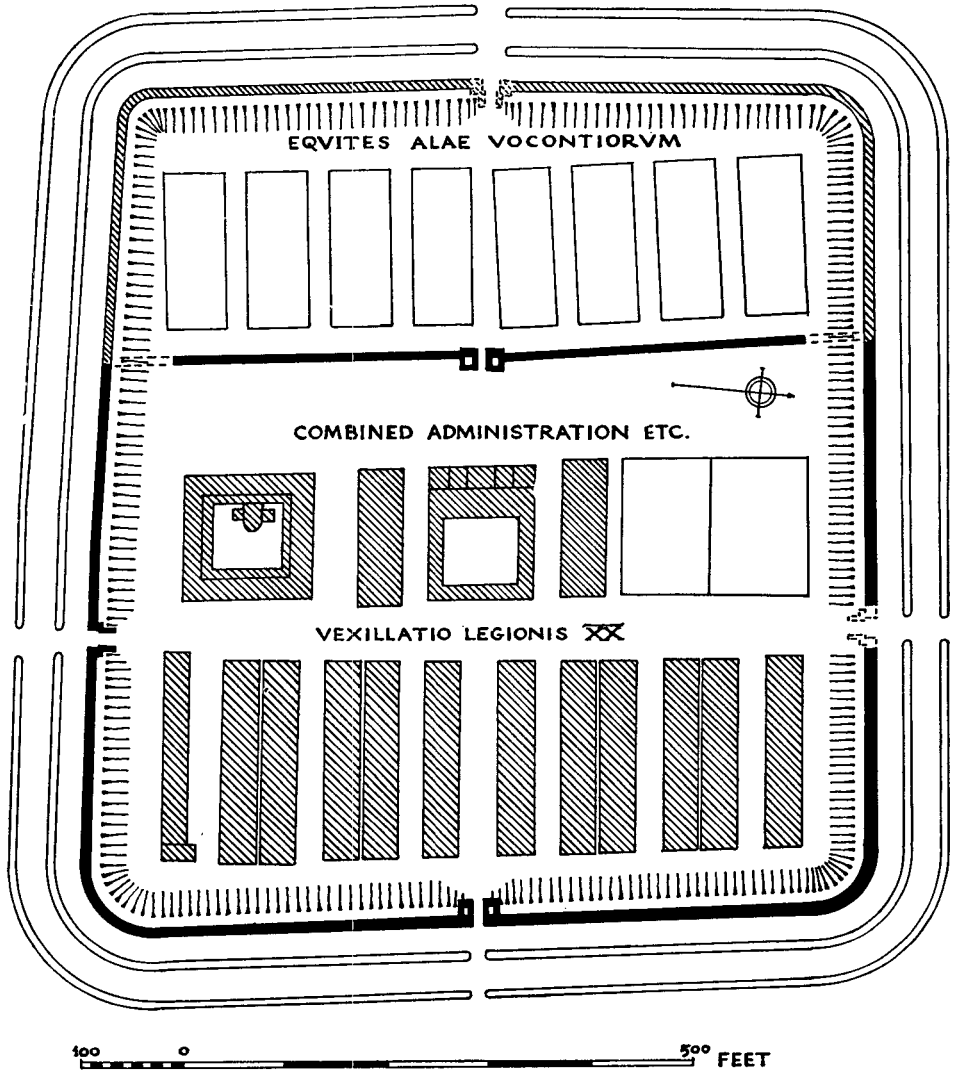 EQVITES ALAE VOCONTIORVM
COMBINED ADMINISTRATION ETC.
VEXILLATIO LEGIONIS XX
100 0 500 FEET